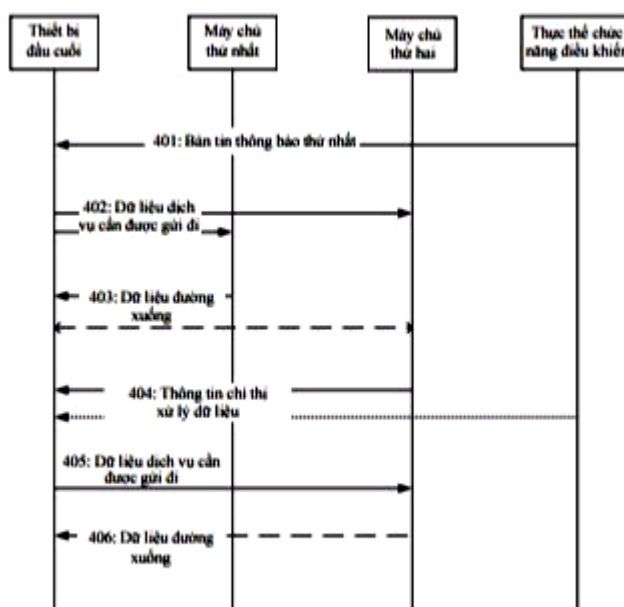 Thiết bị
đầu cuối
Máy chủ
thứ nhất
Máy chủ
thứ hai
Thực thể chức
năng điều khiển
401: Bản tin thông báo thứ nhất
402: Dữ liệu dịch
vụ cần được gửi đi
403: Dữ liệu đường
xuống
404: Thông tin chỉ thị
xử lý dữ liệu
405: Dữ liệu dịch vụ cần
được gửi đi
406: Dữ liệu đường
xuống